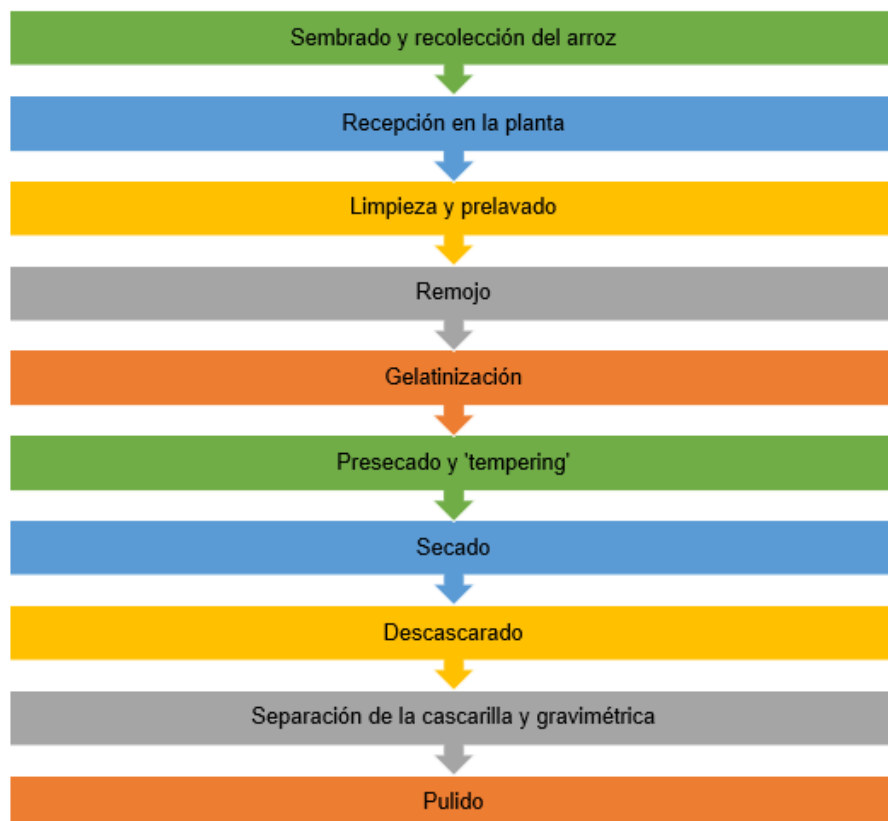 Sembrado y recolección del arroz
Recepción en la planta
Limpieza y prelavado
Remojo
Gelatinización
Presecado y 'tempering'
Secado
Descascarado
Separación de la cascarilla y gravimétrica
Pulido